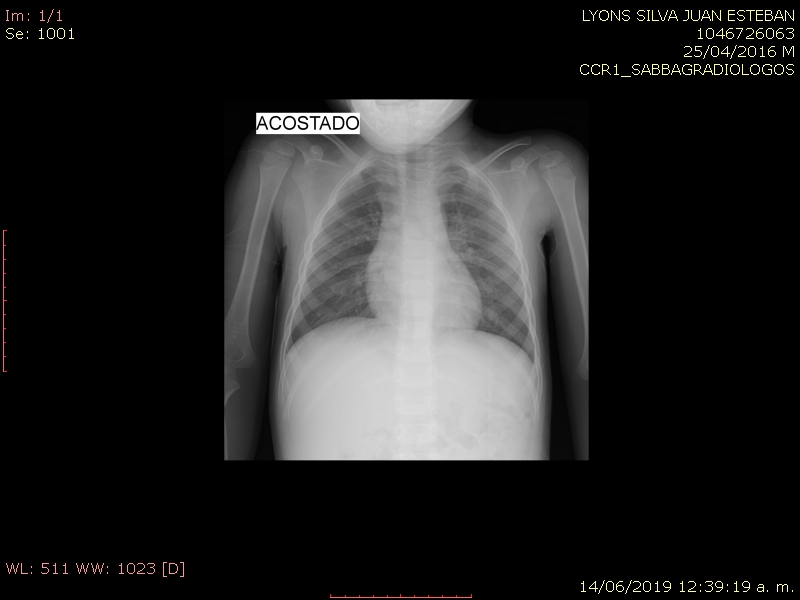 Im: 1/1
Se: 1001
LYONS SILVA JUAN ESTEBAN
1046726063
25/04/2016 M
CCR1_SABBAGRADIOLOGOS
ACOSTADO
WL: 511 WW: 1023 [D]
14/06/2019 12:39:19 a. m.